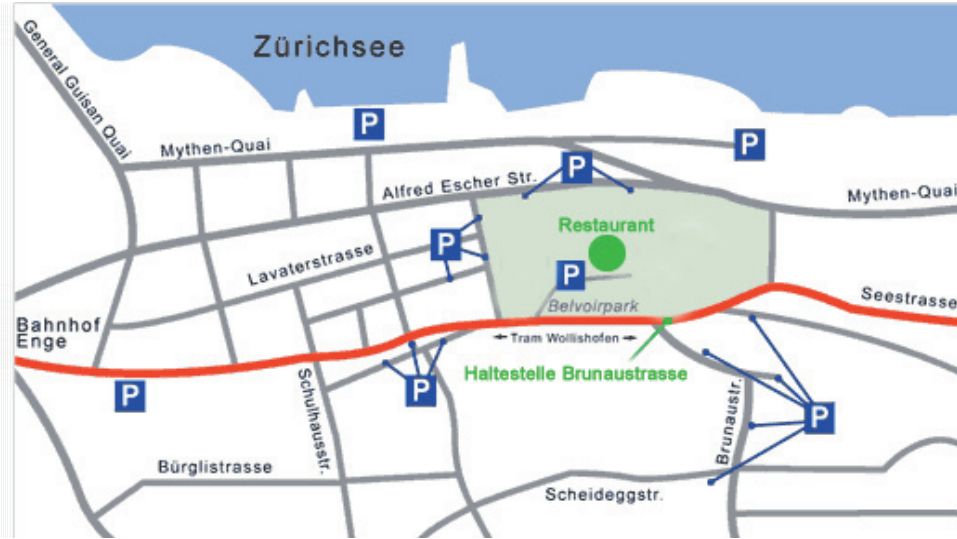 Zürichsee
General Guisan Quai
P
Mythen-Quai
P
P
Alfred Escher Str.
Mythen-Quai
Restaurant
P
Lavaterstrasse
P
Belvoirpark
Seestrasse
Bahnhof
Enge
← Tram Wollishofen →
Haltestelle Brunaustrasse
P
P
Schulhausstr.
Brunaustr.
P
Bürglistrasse
Scheideggstr.